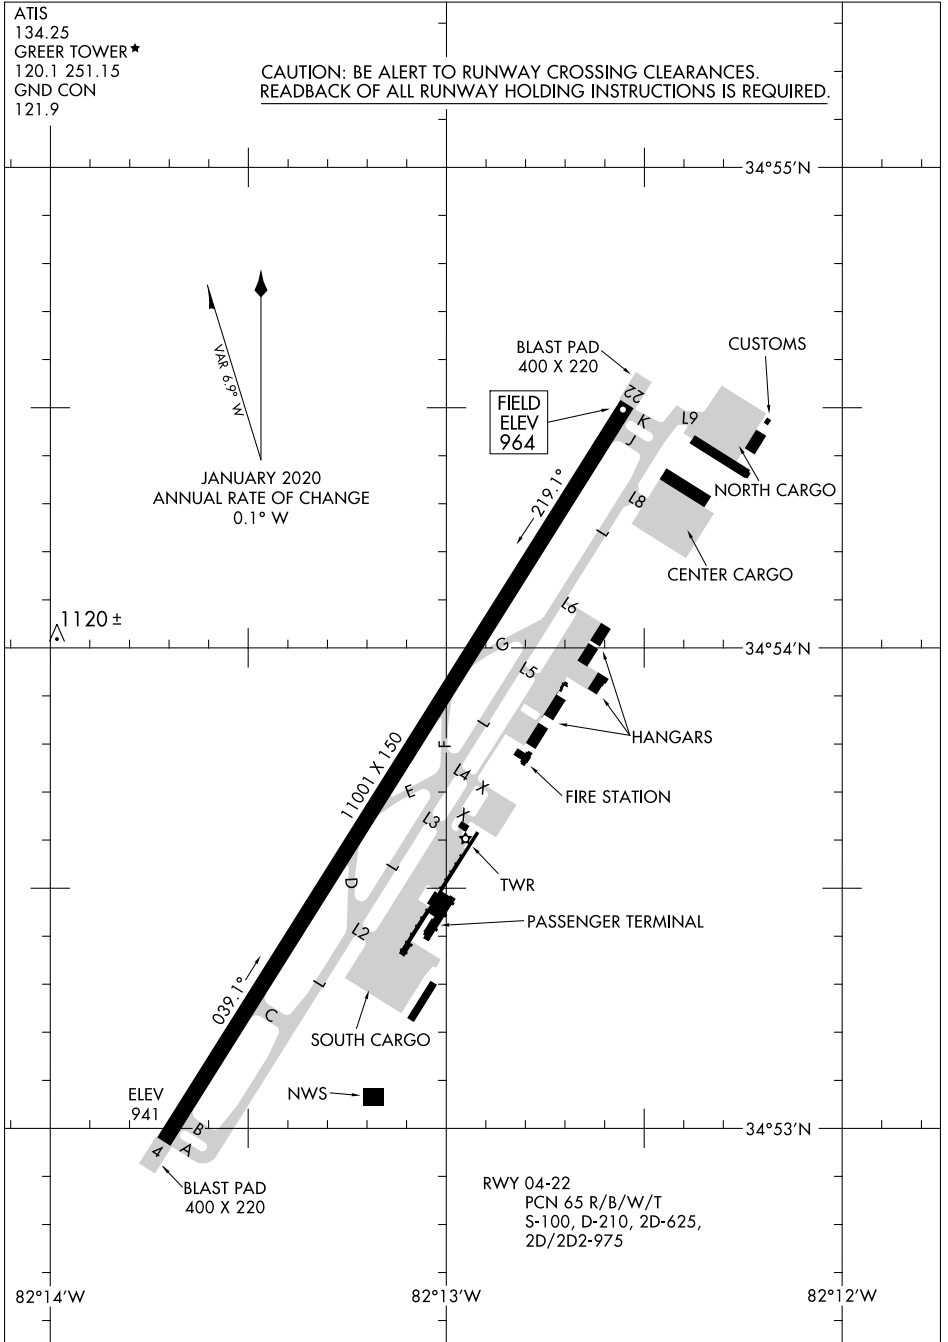 ATIS
134.25
GREER TOWER★
120.1 251.15
GND CON
121.9
CAUTION: BE ALERT TO RUNWAY CROSSING CLEARANCES.
READBACK OF ALL RUNWAY HOLDING INSTRUCTIONS IS REQUIRED.
34°55'N
VAR 6.9° W
JANUARY 2020
ANNUAL RATE OF CHANGE
0.1° W
BLAST PAD
400 X 220
CUSTOMS
22
FIELD
ELEV
964
K
L9
J
219.1°
NORTH CARGO
L8
L
CENTER CARGO
1120 ±
L6
G
34°54'N
L5
L
HANGARS
F
11001 X 150
L4
X
E
FIRE STATION
L3
X
L
TWR
D
PASSENGER TERMINAL
L2
L
039.1°
C
SOUTH CARGO
NWS
ELEV
941
B
A
4
34°53'N
BLAST PAD
400 X 220
RWY 04-22
PCN 65 R/B/W/T
S-100, D-210, 2D-625,
2D/2D2-975
82°14'W
82°13'W
82°12'W